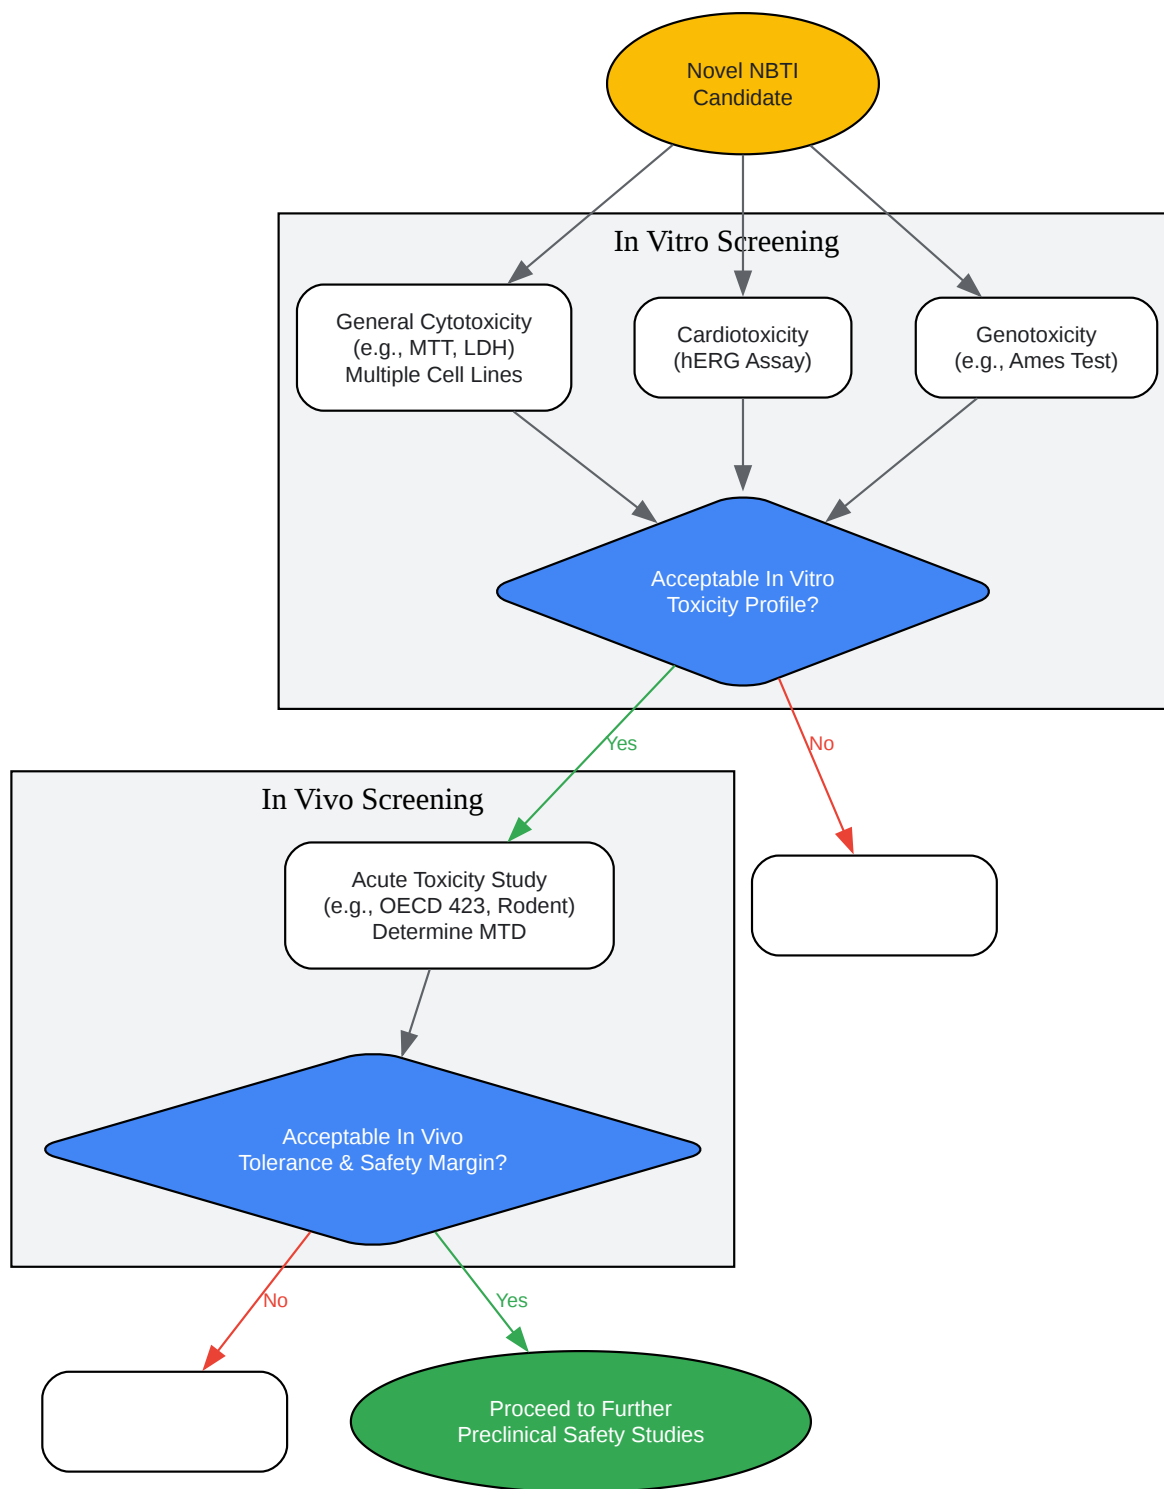 Novel NBTI
Candidate
In Vitro Screening
General Cytotoxicity
(e.g., MTT, LDH)
Multiple Cell Lines
Cardiotoxicity
(hERG Assay)
Genotoxicity
(e.g., Ames Test)
Acceptable In Vitro
Toxicity Profile?
Yes
No
In Vivo Screening
Acute Toxicity Study
(e.g., OECD 423, Rodent)
Determine MTD
Acceptable In Vivo
Tolerance & Safety Margin?
No
Yes
Proceed to Further
Preclinical Safety Studies